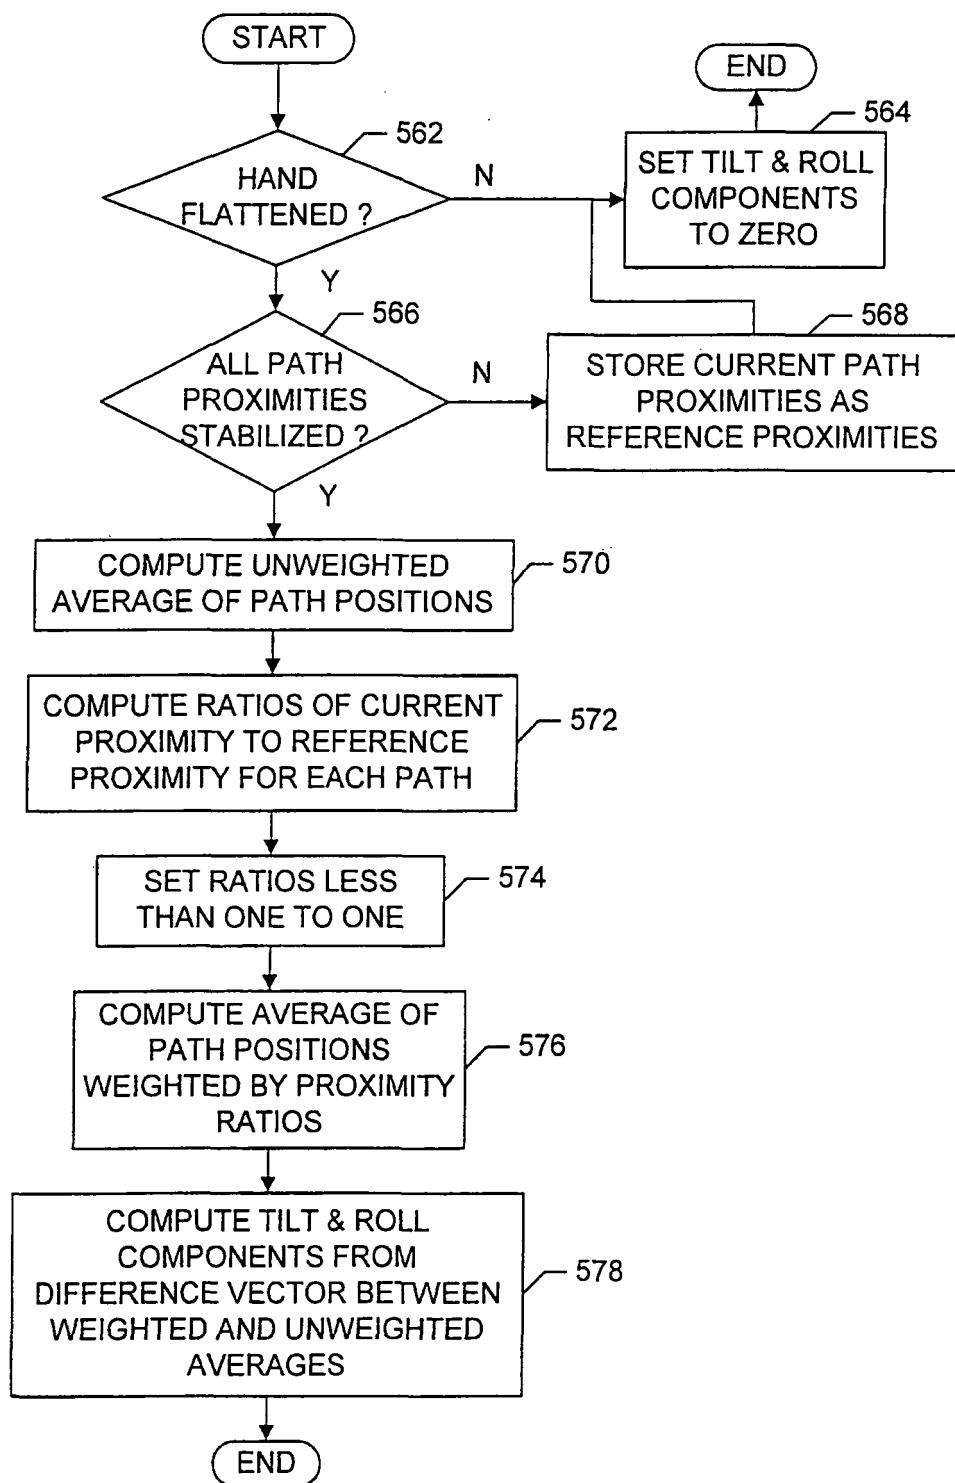 START
END
562
564
HAND
FLATTENED ?
N
SET TILT & ROLL
COMPONENTS
TO ZERO
Y
566
568
ALL PATH
PROXIMITIES
STABILIZED ?
N
STORE CURRENT PATH
PROXIMITIES AS
REFERENCE PROXIMITIES
Y
COMPUTE UNWEIGHTED
AVERAGE OF PATH POSITIONS
570
COMPUTE RATIOS OF CURRENT
PROXIMITY TO REFERENCE
PROXIMITY FOR EACH PATH
572
SET RATIOS LESS
THAN ONE TO ONE
574
COMPUTE AVERAGE OF
PATH POSITIONS
WEIGHTED BY PROXIMITY
RATIOS
576
COMPUTE TILT & ROLL
COMPONENTS FROM
DIFFERENCE VECTOR BETWEEN
WEIGHTED AND UNWEIGHTED
AVERAGES
578
END